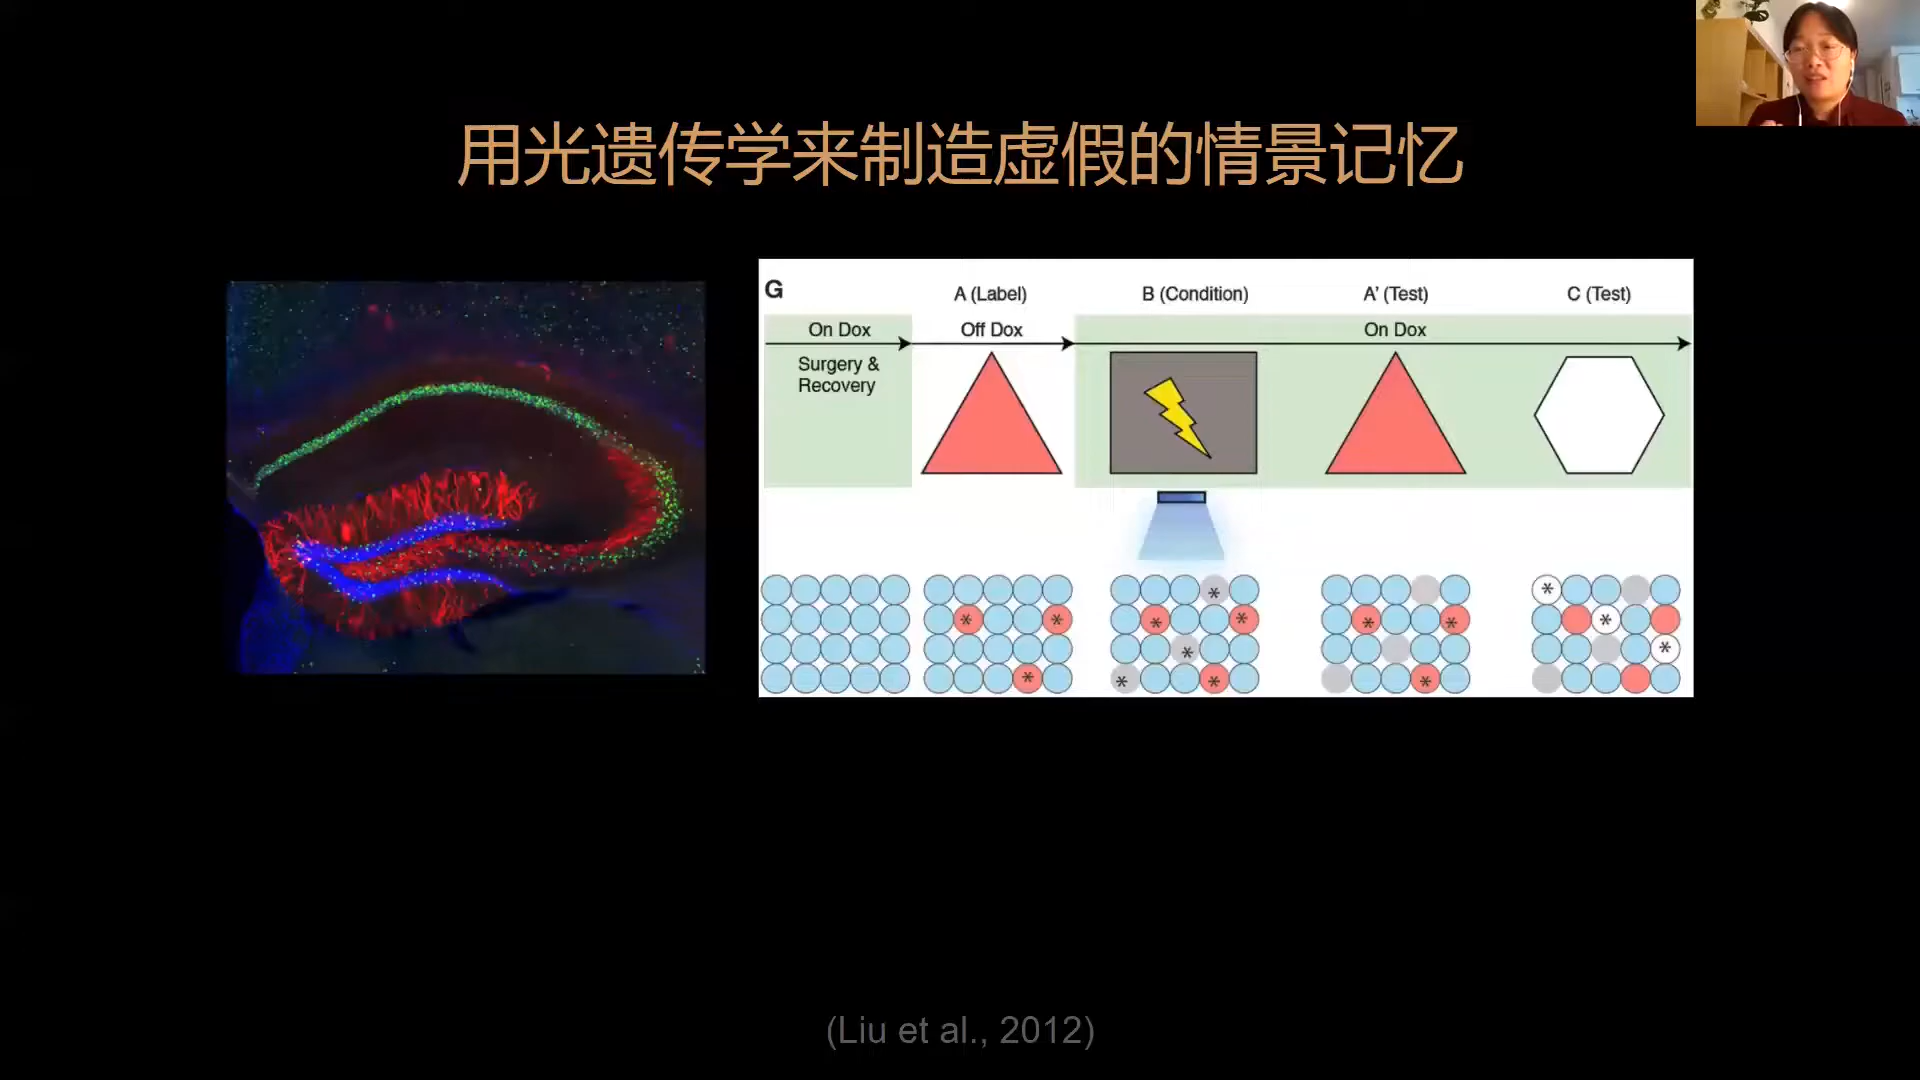 用光遗传学来制造虚假的情景记忆
G
A (Label)
B (Condition)
A’ (Test)
C (Test)
On Dox
Off Dox
On Dox
Surgery &
Recovery
* * *
* * * * * *
* * *
* * *
(Liu et al., 2012)